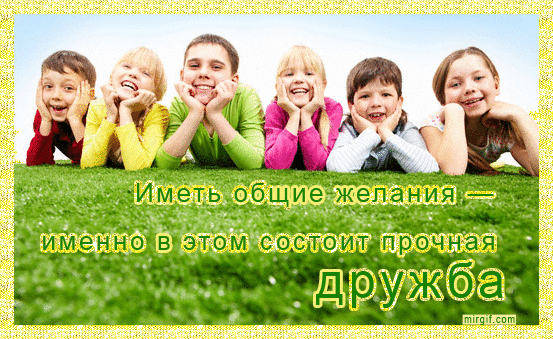 Иметь общие желания —
именно в этом состоит прочная
дружба
mirgif.com